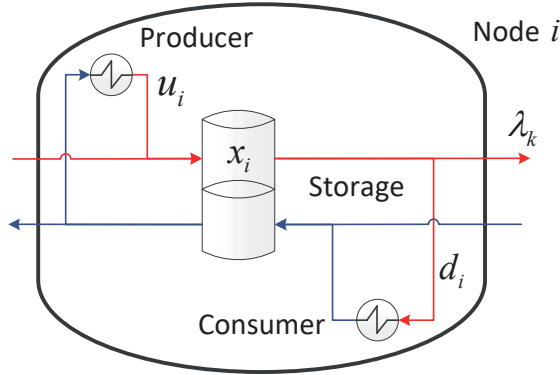 Producer
Node i
u_i
λ_k
x_i
Storage
d_i
Consumer